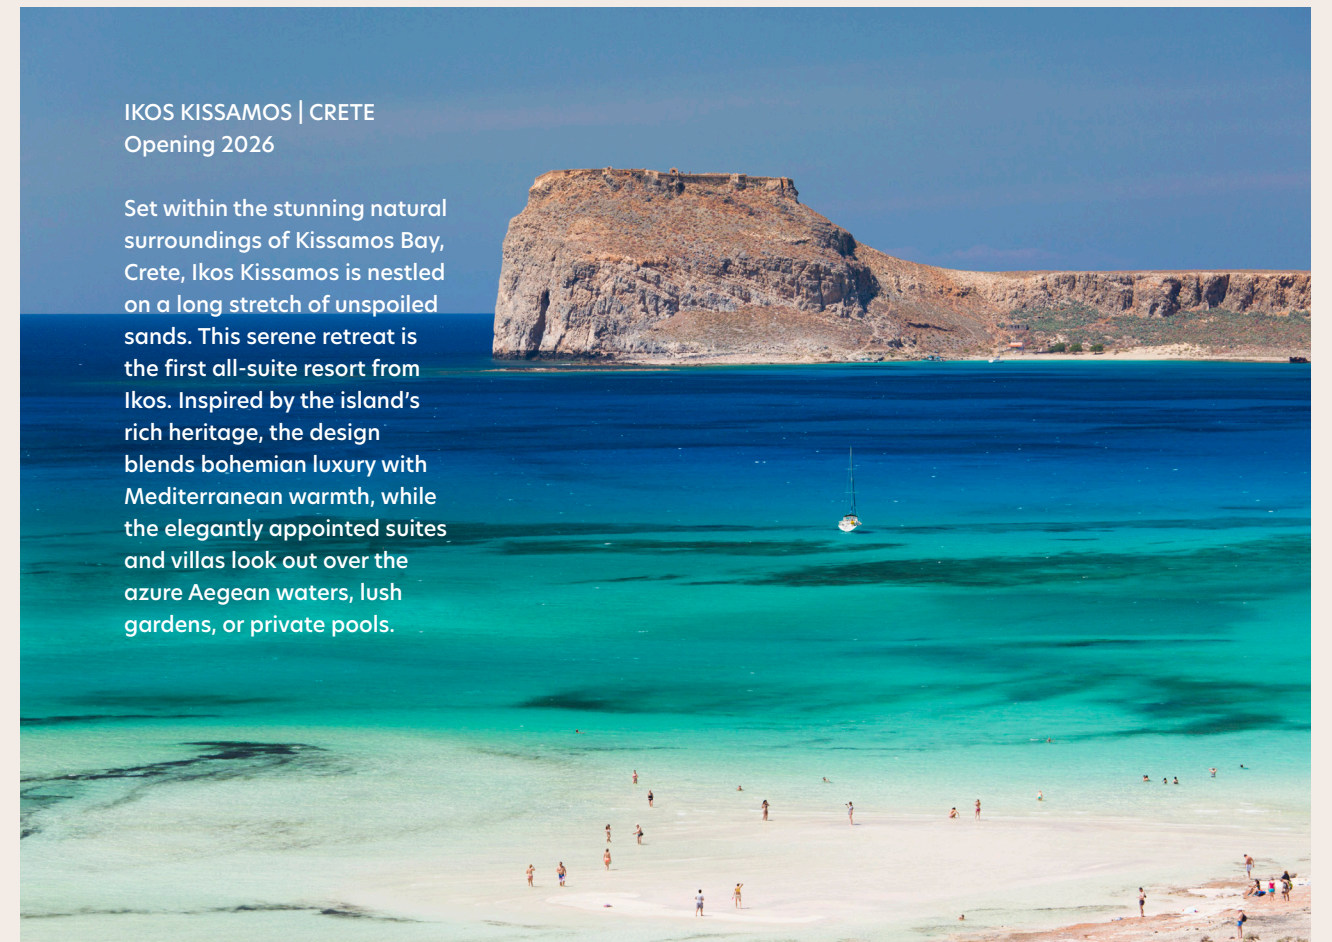 IKOS KISSAMOS | CRETE
Opening 2026
Set within the stunning natural
surroundings of Kissamos Bay,
Crete, Ikos Kissamos is nestled
on a long stretch of unspoiled
sands. This serene retreat is
the first all-suite resort from
Ikos. Inspired by the island’s
rich heritage, the design
blends bohemian luxury with
Mediterranean warmth, while
the elegantly appointed suites
and villas look out over the
azure Aegean waters, lush
gardens, or private pools.